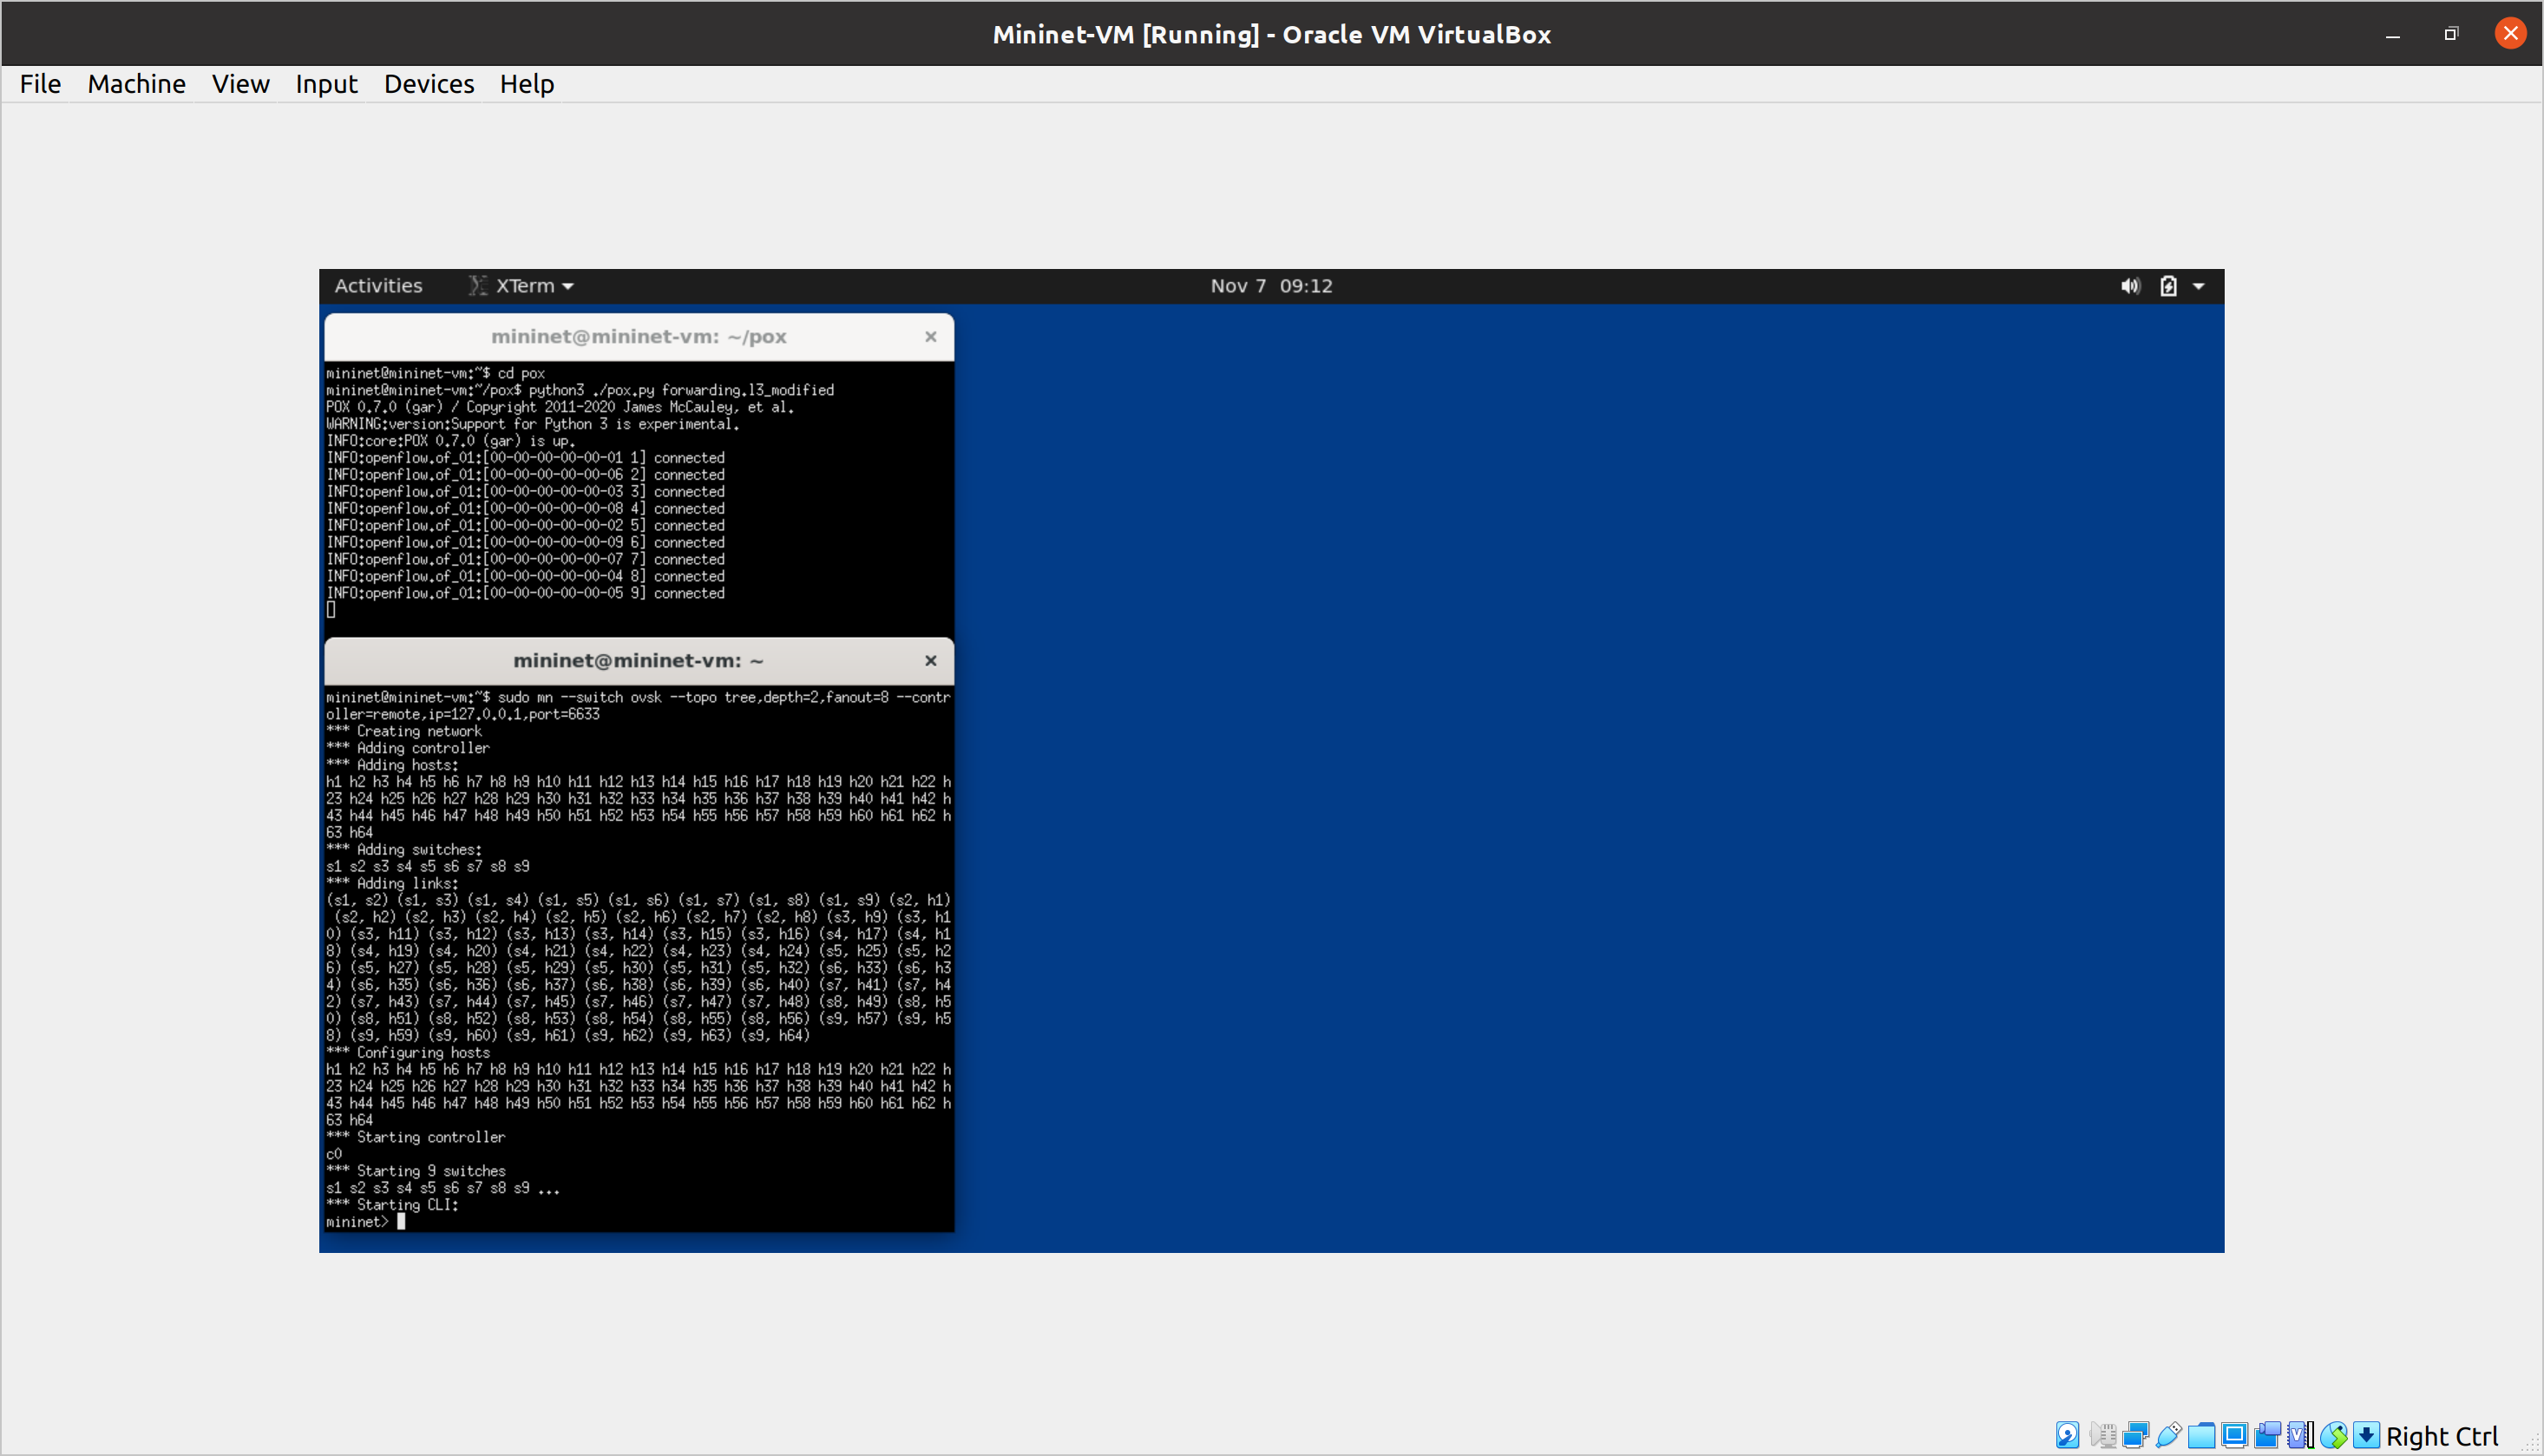 Mininet-VM [Running] - Oracle VM VirtualBox
File Machine View Input Devices Help
Activities XTerm Nov 7 09:12
mininet@mininet-vm: ~/pox
mininet@mininet-vm:~$ cd pox
mininet@mininet-vm:~/pox$ python3 ./pox.py forwarding.l3_modified
POX 0.7.0 (gar) / Copyright 2011-2020 James McCauley, et al.
WARNING:version:Support for Python 3 is experimental.
INFO:core:POX 0.7.0 (gar) is up.
INFO:openflow.of_01:[00-00-00-00-00-01 1] connected
INFO:openflow.of_01:[00-00-00-00-00-06 2] connected
INFO:openflow.of_01:[00-00-00-00-00-03 3] connected
INFO:openflow.of_01:[00-00-00-00-00-08 4] connected
INFO:openflow.of_01:[00-00-00-00-00-02 5] connected
INFO:openflow.of_01:[00-00-00-00-00-09 6] connected
INFO:openflow.of_01:[00-00-00-00-00-07 7] connected
INFO:openflow.of_01:[00-00-00-00-00-04 8] connected
INFO:openflow.of_01:[00-00-00-00-00-05 9] connected
mininet@mininet-vm: ~
mininet@mininet-vm:~$ sudo mn --switch ovsk --topo tree,depth=2,fanout=8 --contr
oller=remote,ip=127.0.0.1,port=6633
*** Creating network
*** Adding controller
*** Adding hosts:
h1 h2 h3 h4 h5 h6 h7 h8 h9 h10 h11 h12 h13 h14 h15 h16 h17 h18 h19 h20 h21 h22 h
23 h24 h25 h26 h27 h28 h29 h30 h31 h32 h33 h34 h35 h36 h37 h38 h39 h40 h41 h42 h
43 h44 h45 h46 h47 h48 h49 h50 h51 h52 h53 h54 h55 h56 h57 h58 h59 h60 h61 h62 h
63 h64
*** Adding switches:
s1 s2 s3 s4 s5 s6 s7 s8 s9
*** Adding links:
(s1, s2) (s1, s3) (s1, s4) (s1, s5) (s1, s6) (s1, s7) (s1, s8) (s1, s9) (s2, h1)
(s2, h2) (s2, h3) (s2, h4) (s2, h5) (s2, h6) (s2, h7) (s2, h8) (s3, h9) (s3, h1
0) (s3, h11) (s3, h12) (s3, h13) (s3, h14) (s3, h15) (s3, h16) (s4, h17) (s4, h1
8) (s4, h19) (s4, h20) (s4, h21) (s4, h22) (s4, h23) (s4, h24) (s5, h25) (s5, h2
6) (s5, h27) (s5, h28) (s5, h29) (s5, h30) (s5, h31) (s5, h32) (s6, h33) (s6, h3
4) (s6, h35) (s6, h36) (s6, h37) (s6, h38) (s6, h39) (s6, h40) (s7, h41) (s7, h4
2) (s7, h43) (s7, h44) (s7, h45) (s7, h46) (s7, h47) (s7, h48) (s8, h49) (s8, h5
0) (s8, h51) (s8, h52) (s8, h53) (s8, h54) (s8, h55) (s8, h56) (s9, h57) (s9, h5
8) (s9, h59) (s9, h60) (s9, h61) (s9, h62) (s9, h63) (s9, h64)
*** Configuring hosts
h1 h2 h3 h4 h5 h6 h7 h8 h9 h10 h11 h12 h13 h14 h15 h16 h17 h18 h19 h20 h21 h22 h
23 h24 h25 h26 h27 h28 h29 h30 h31 h32 h33 h34 h35 h36 h37 h38 h39 h40 h41 h42 h
43 h44 h45 h46 h47 h48 h49 h50 h51 h52 h53 h54 h55 h56 h57 h58 h59 h60 h61 h62 h
63 h64
*** Starting controller
c0
*** Starting 9 switches
s1 s2 s3 s4 s5 s6 s7 s8 s9 ...
*** Starting CLI:
mininet>
Right Ctrl